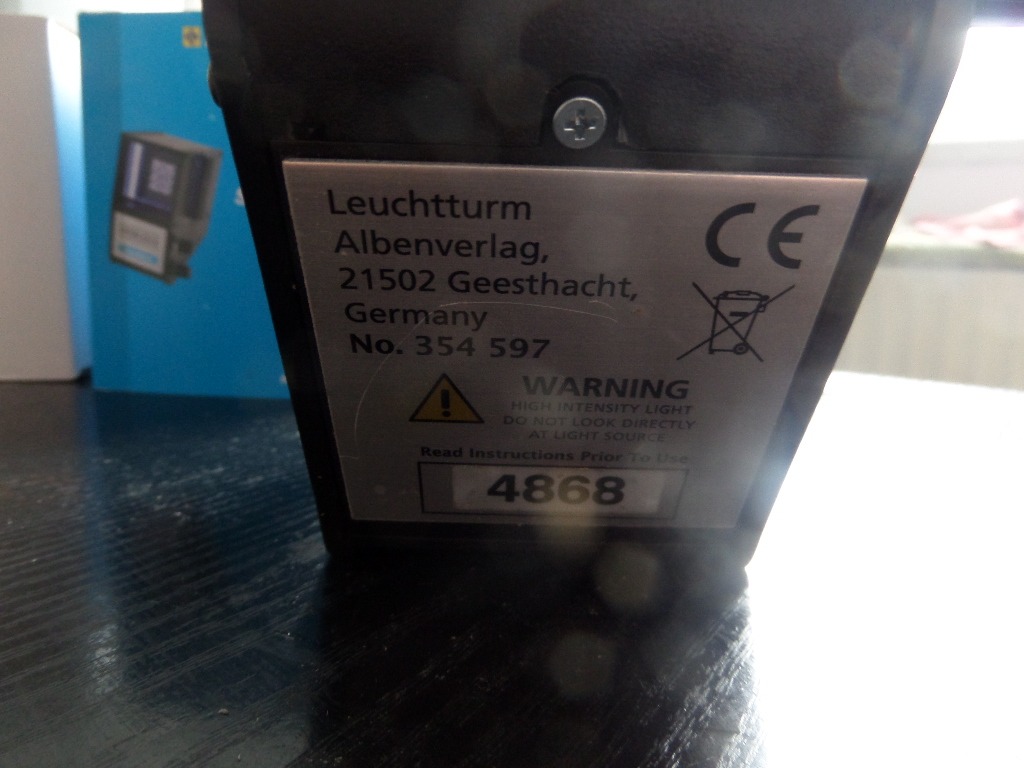 Leuchtturm
Albenverlag,
21502 Geesthacht,
Germany
No. 354 597
CE
WARNING
HIGH INTENSITY LIGHT
DO NOT LOOK DIRECTLY
AT LIGHT SOURCE
Read Instructions Prior To Use
4868